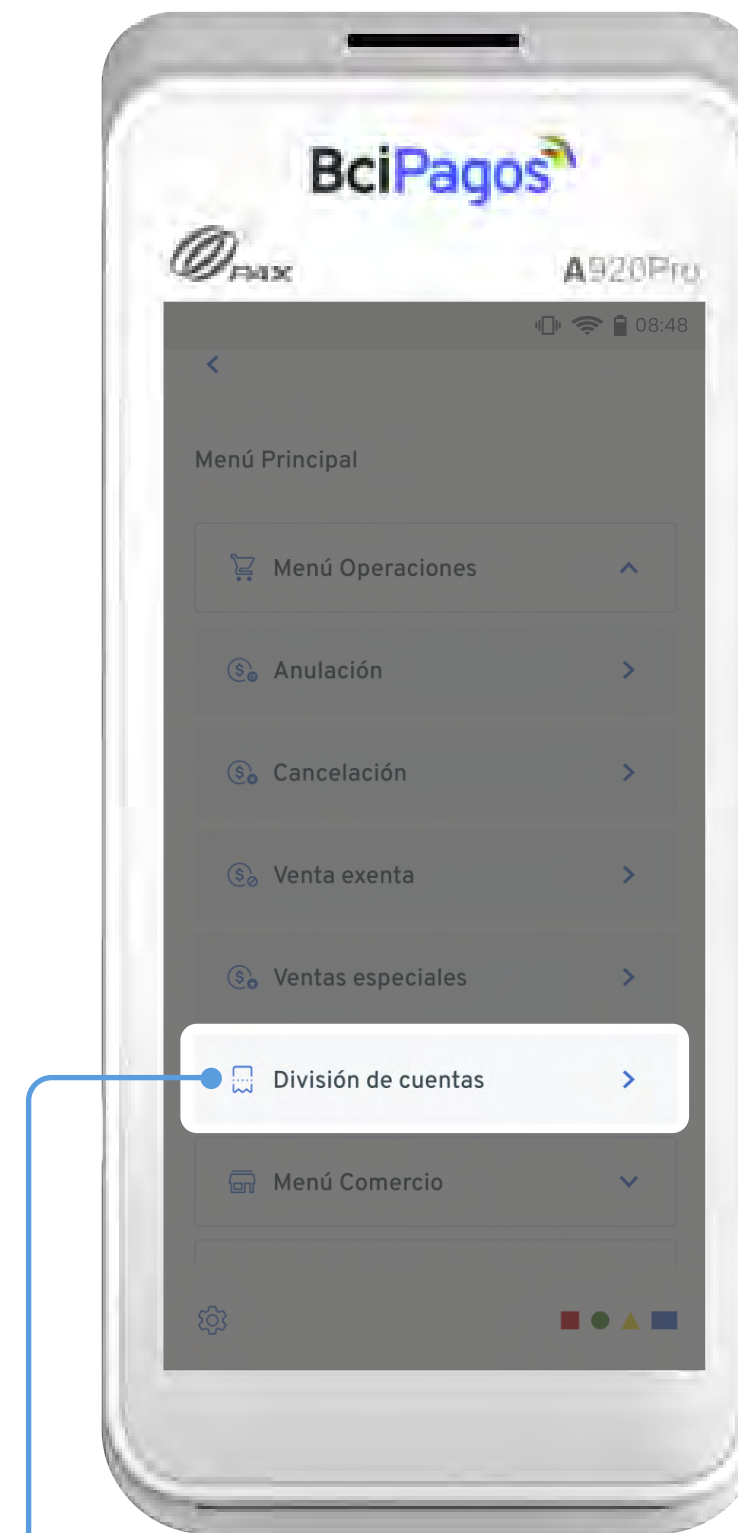 BciPagos
PAX
A920Pro
08:48
Menú Principal
Menú Operaciones
Anulación
Cancelación
Venta exenta
Ventas especiales
División de cuentas
Menú Comercio